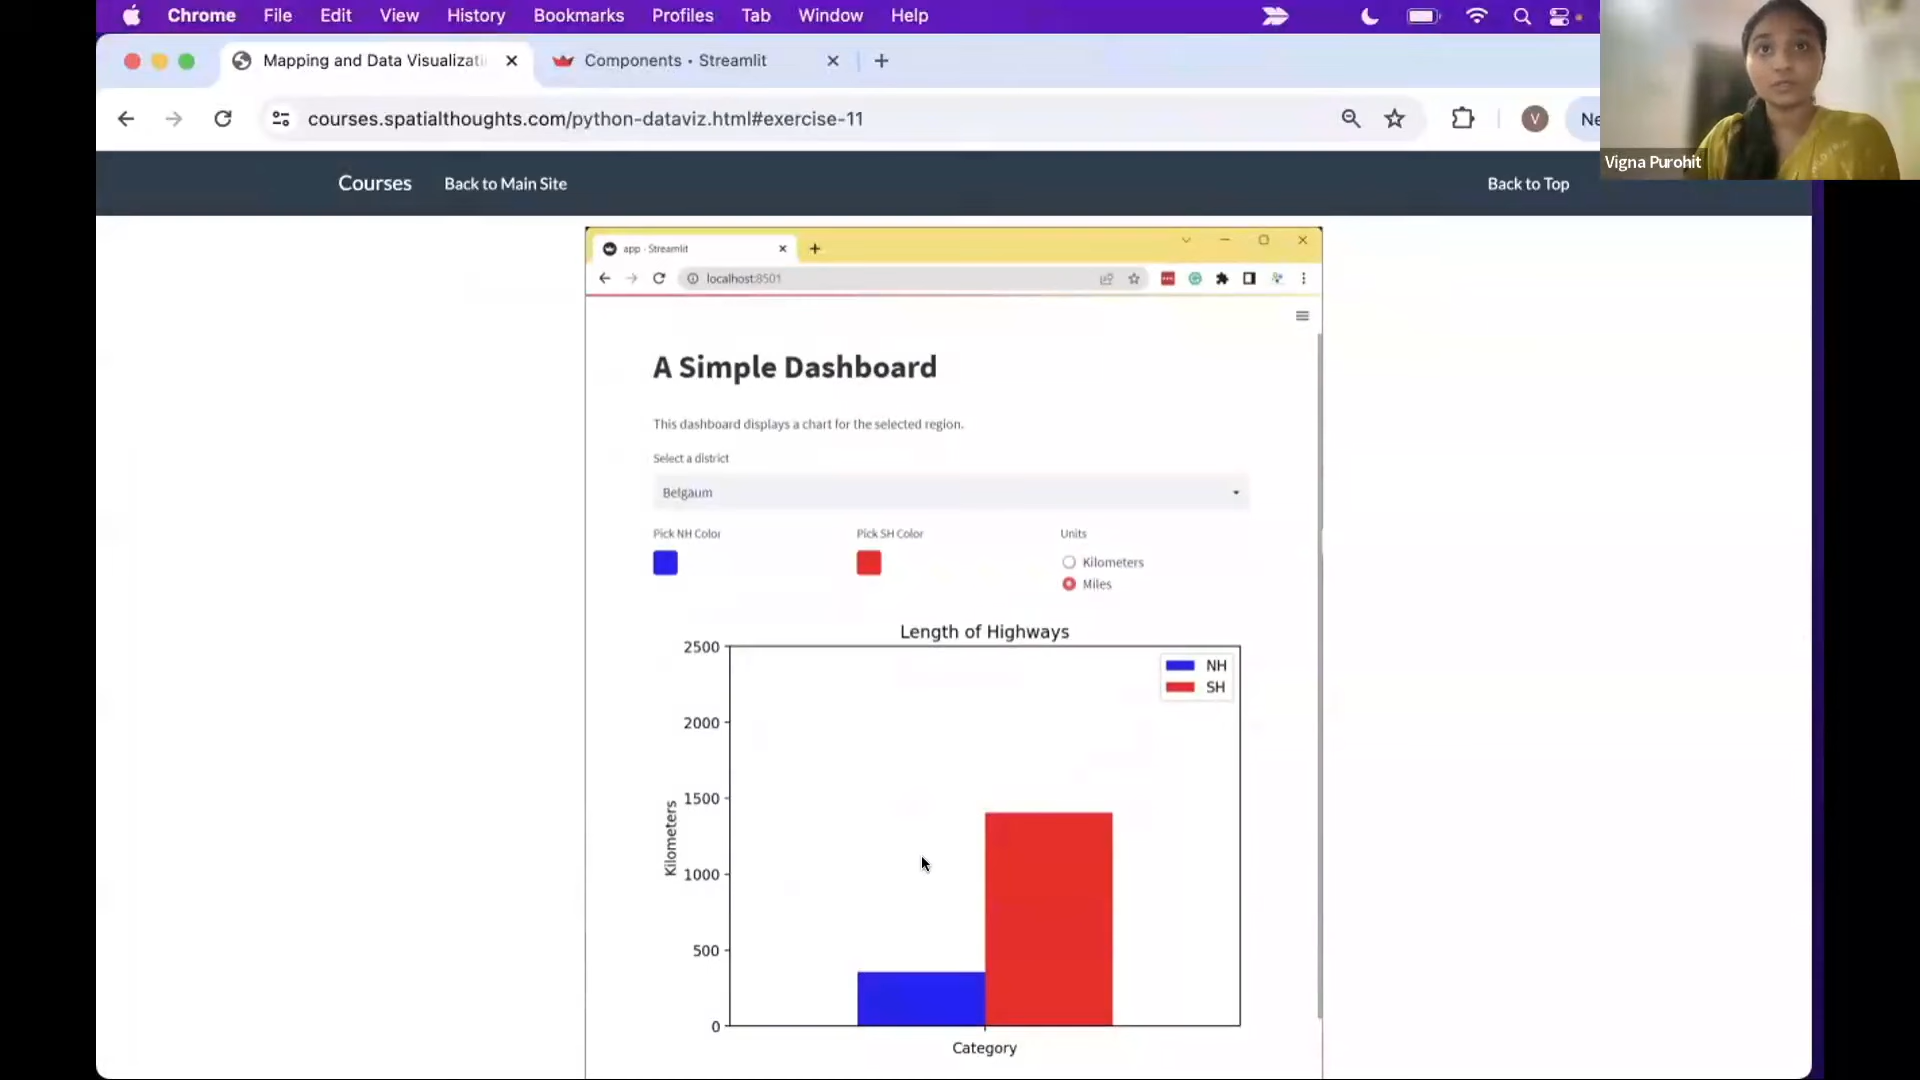 Chrome File Edit View History Bookmarks Profiles Tab Window Help
Mapping and Data Visualizati
Components • Streamlit
courses.spatialthoughts.com/python-dataviz.html#exercise-11
V
Ne
Vigna Purohit
Courses Back to Main Site Back to Top
app · Streamlit
localhost:8501
A Simple Dashboard
This dashboard displays a chart for the selected region.
Select a district
Belgaum
Pick NH Color Pick SH Color Units
Kilometers
Miles
Length of Highways
2500
2000
1500
1000
500
0
Kilometers
NH
SH
Category